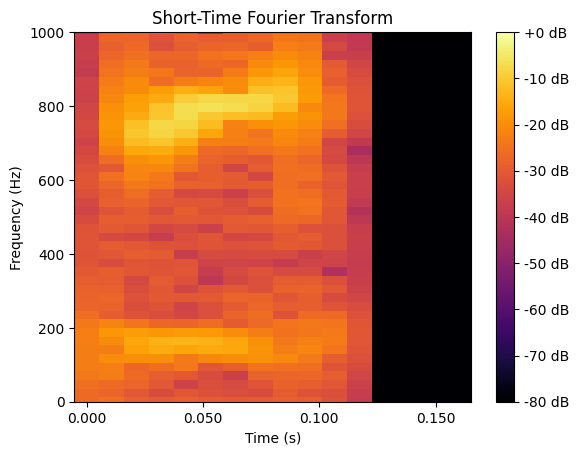 Short-Time Fourier Transform
1000
800
600
400
200
0
Frequency (Hz)
0.000
0.050
0.100
0.150
Time (s)
+0 dB
-10 dB
-20 dB
-30 dB
-40 dB
-50 dB
-60 dB
-70 dB
-80 dB